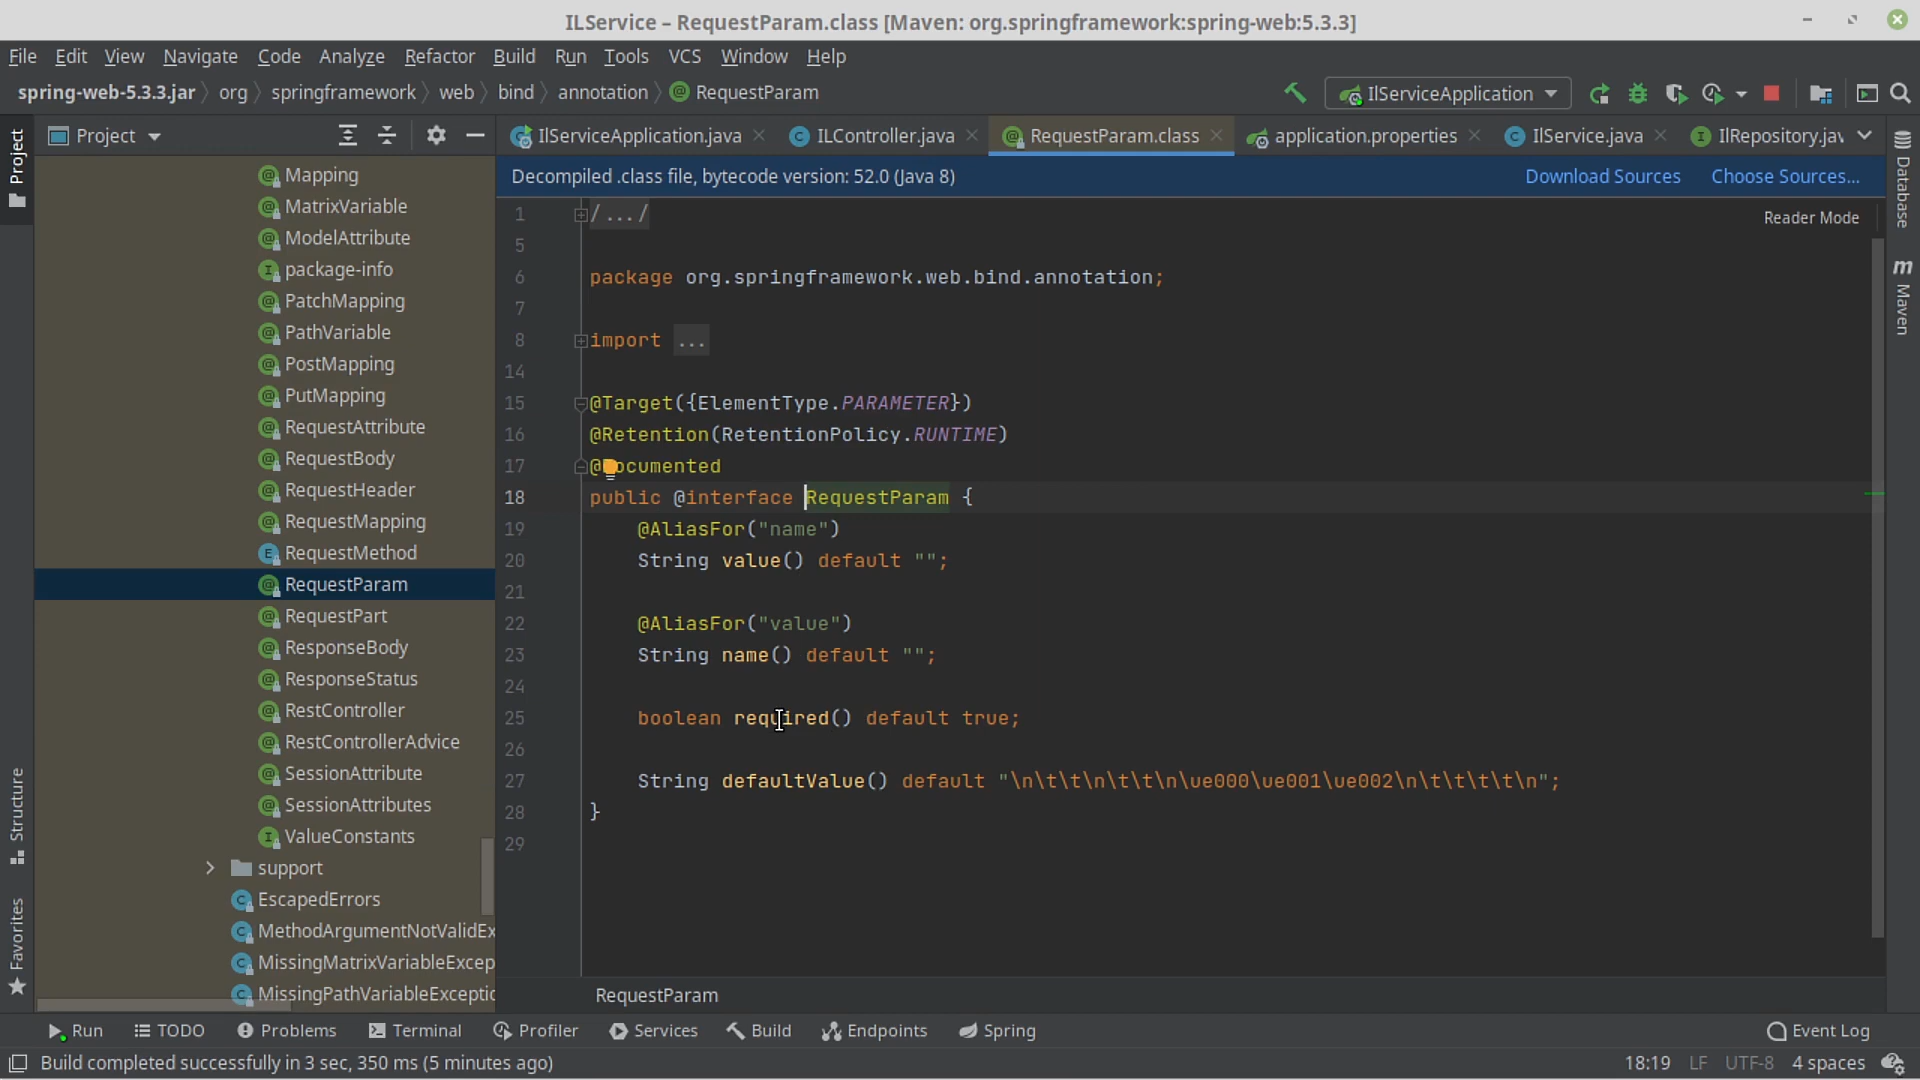 ILService – RequestParam.class [Maven: org.springframework:spring-web:5.3.3]
File Edit View Navigate Code Analyze Refactor Build Run Tools VCS Window Help
spring-web-5.3.3.jar org springframework web bind annotation RequestParam
IlServiceApplication
Project
IlServiceApplication.java ILController.java RequestParam.class application.properties IlService.java IlRepository.jav
Decompiled .class file, bytecode version: 52.0 (Java 8) Download Sources Choose Sources...
Reader Mode
Project
Structure
Favorites
Mapping
MatrixVariable
ModelAttribute
package-info
PatchMapping
PathVariable
PostMapping
PutMapping
RequestAttribute
RequestBody
RequestHeader
RequestMapping
RequestMethod
RequestParam
RequestPart
ResponseBody
ResponseStatus
RestController
RestControllerAdvice
SessionAttribute
SessionAttributes
ValueConstants
support
EscapedErrors
MethodArgumentNotValidEx
MissingMatrixVariableExcep
MissingPathVariableExceptio
1 /.../
5
6 package org.springframework.web.bind.annotation;
7
8 import ...
14
15 @Target({ElementType.PARAMETER})
16 @Retention(RetentionPolicy.RUNTIME)
17 @Documented
18 public @interface RequestParam {
19 @AliasFor("name")
20 String value() default "";
21
22 @AliasFor("value")
23 String name() default "";
24
25 boolean required() default true;
26
27 String defaultValue() default "\n\t\t\n\t\t\n\ue000\ue001\ue002\n\t\t\t\t\n";
28 }
29
RequestParam
Database
m Maven
Run TODO Problems Terminal Profiler Services Build Endpoints Spring Event Log
Build completed successfully in 3 sec, 350 ms (5 minutes ago) 18:19 LF UTF-8 4 spaces